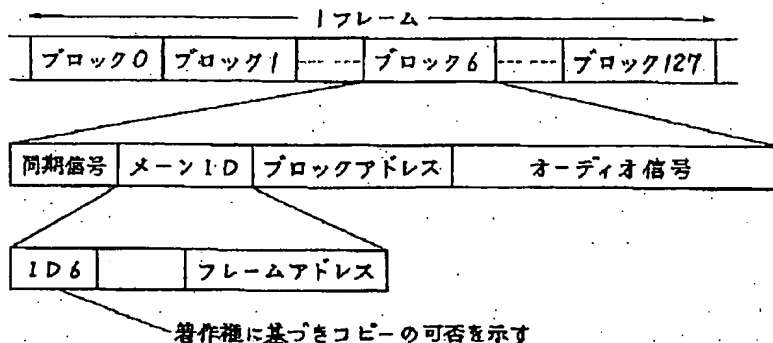 1フレーム
ブロック0 ブロック1 ブロック6 ブロック127
同期信号 メーンID ブロックアドレス オーディオ信号
ID6 フレームアドレス
著作権に基づきコピーの可否を示す